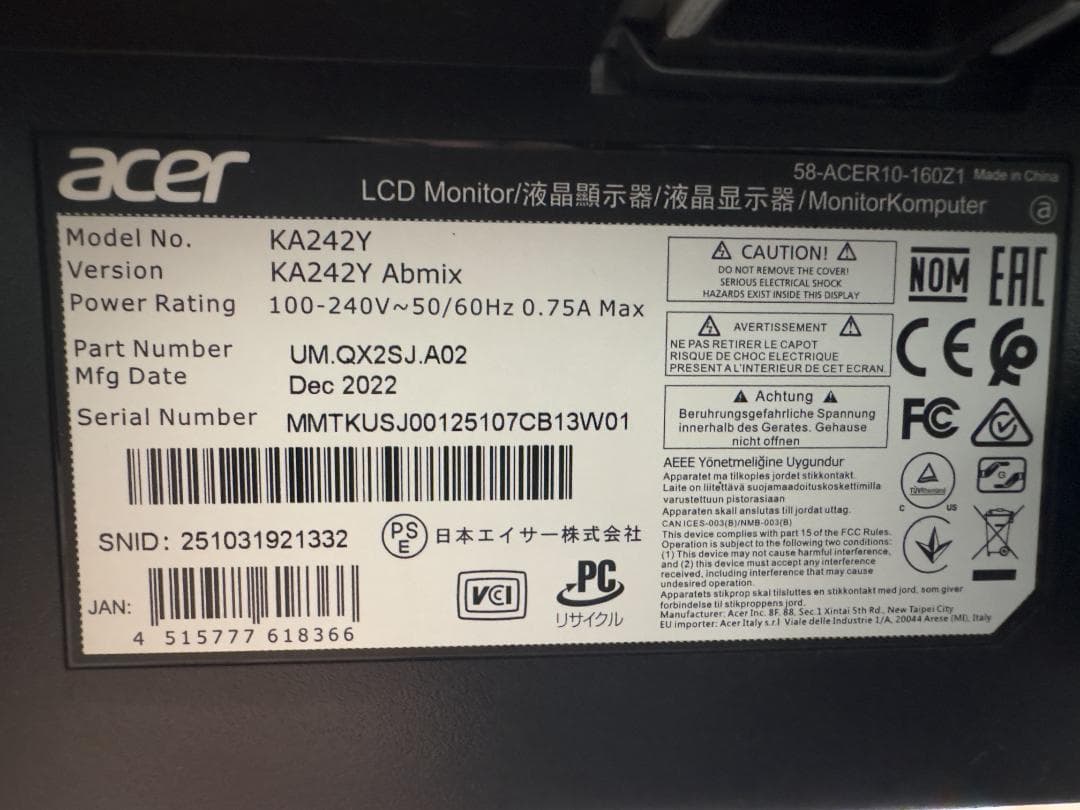 acer
58-ACER10-160Z1 Made in China
LCD Monitor/液晶顯示器/液晶显示器/MonitorKomputer
a
Model No. KA242Y
Version KA242Y Abmix
Power Rating 100-240V~50/60Hz 0.75A Max
Part Number UM.QX2SJ.A02
Mfg Date Dec 2022
Serial Number MMTKUSJ00125107CB13W01
SNID: 251031921332
PS
E
日本エイサー株式会社
JAN:
4 515777 618366
VCI
PC
リサイクル
CAUTION!
DO NOT REMOVE THE COVER!
SERIOUS ELECTRICAL SHOCK
HAZARDS EXIST INSIDE THIS DISPLAY
AVERTISSEMENT
NE PAS RETIRER LE CAPOT
RISQUE DE CHOC ELECTRIQUE
PRESENT A L'INTERIEUR DE CET ECRAN.
Achtung
Beruhrungsgefahrliche Spannung
innerhalb des Gerates. Gehause
nicht offnen
AEEE Yönetmeliğine Uygundur
Apparatet ma tilkoples jordet stikkontakt.
Laite on liitettävä suojamaadoituskoskettimilla
varustettuun pistorasiaan
Apparaten skall anslutas till jordat uttag.
CAN ICES-003(B)/NMB-003(B)
This device complies with part 15 of the FCC Rules.
Operation is subject to the following two conditions:
(1) This device may not cause harmful interference,
and (2) this device must accept any interference
received, including interference that may cause
undesired operation.
Apparatets stikprop skal tilsluttes en stikkontakt med jord, som giver
forbindelse til stikproppens jord.
Manufacturer: Acer Inc. 8F, 88, Sec.1 Xintai 5th Rd., New Taipei City
EU importer: Acer Italy s.r.l Viale delle Industrie 1/A, 20044 Arese (MI), Italy
NOM
EAC
CE
FC
TÜVRheinland
C US
G